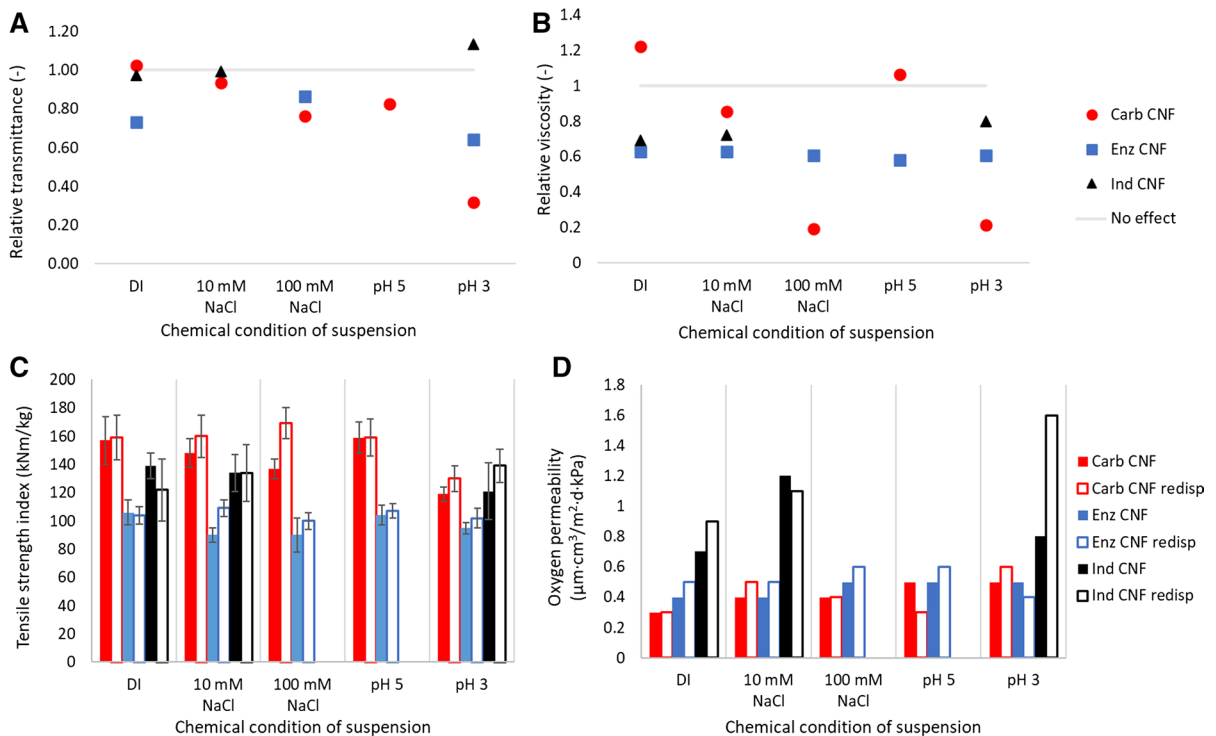 A
Relative transmittance (-)
1.20
1.00
0.80
0.60
0.40
0.20
0.00
DI
10 mM
NaCl
100 mM
NaCl
pH 5
pH 3
Chemical condition of suspension
B
Relative viscosity (-)
1.4
1.2
1
0.8
0.6
0.4
0.2
0
DI
10 mM
NaCl
100 mM
NaCl
pH 5
pH 3
Chemical condition of suspension
Carb CNF
Enz CNF
Ind CNF
No effect
C
Tensile strength index (kNm/kg)
200
180
160
140
120
100
80
60
40
20
0
DI
10 mM
NaCl
100 mM
NaCl
pH 5
pH 3
Chemical condition of suspension
D
Oxygen permeability
(µm·cm³/m²·d·kPa)
1.8
1.6
1.4
1.2
1
0.8
0.6
0.4
0.2
0
DI
10 mM
NaCl
100 mM
NaCl
pH 5
pH 3
Chemical condition of suspension
Carb CNF
Carb CNF redisp
Enz CNF
Enz CNF redisp
Ind CNF
Ind CNF redisp